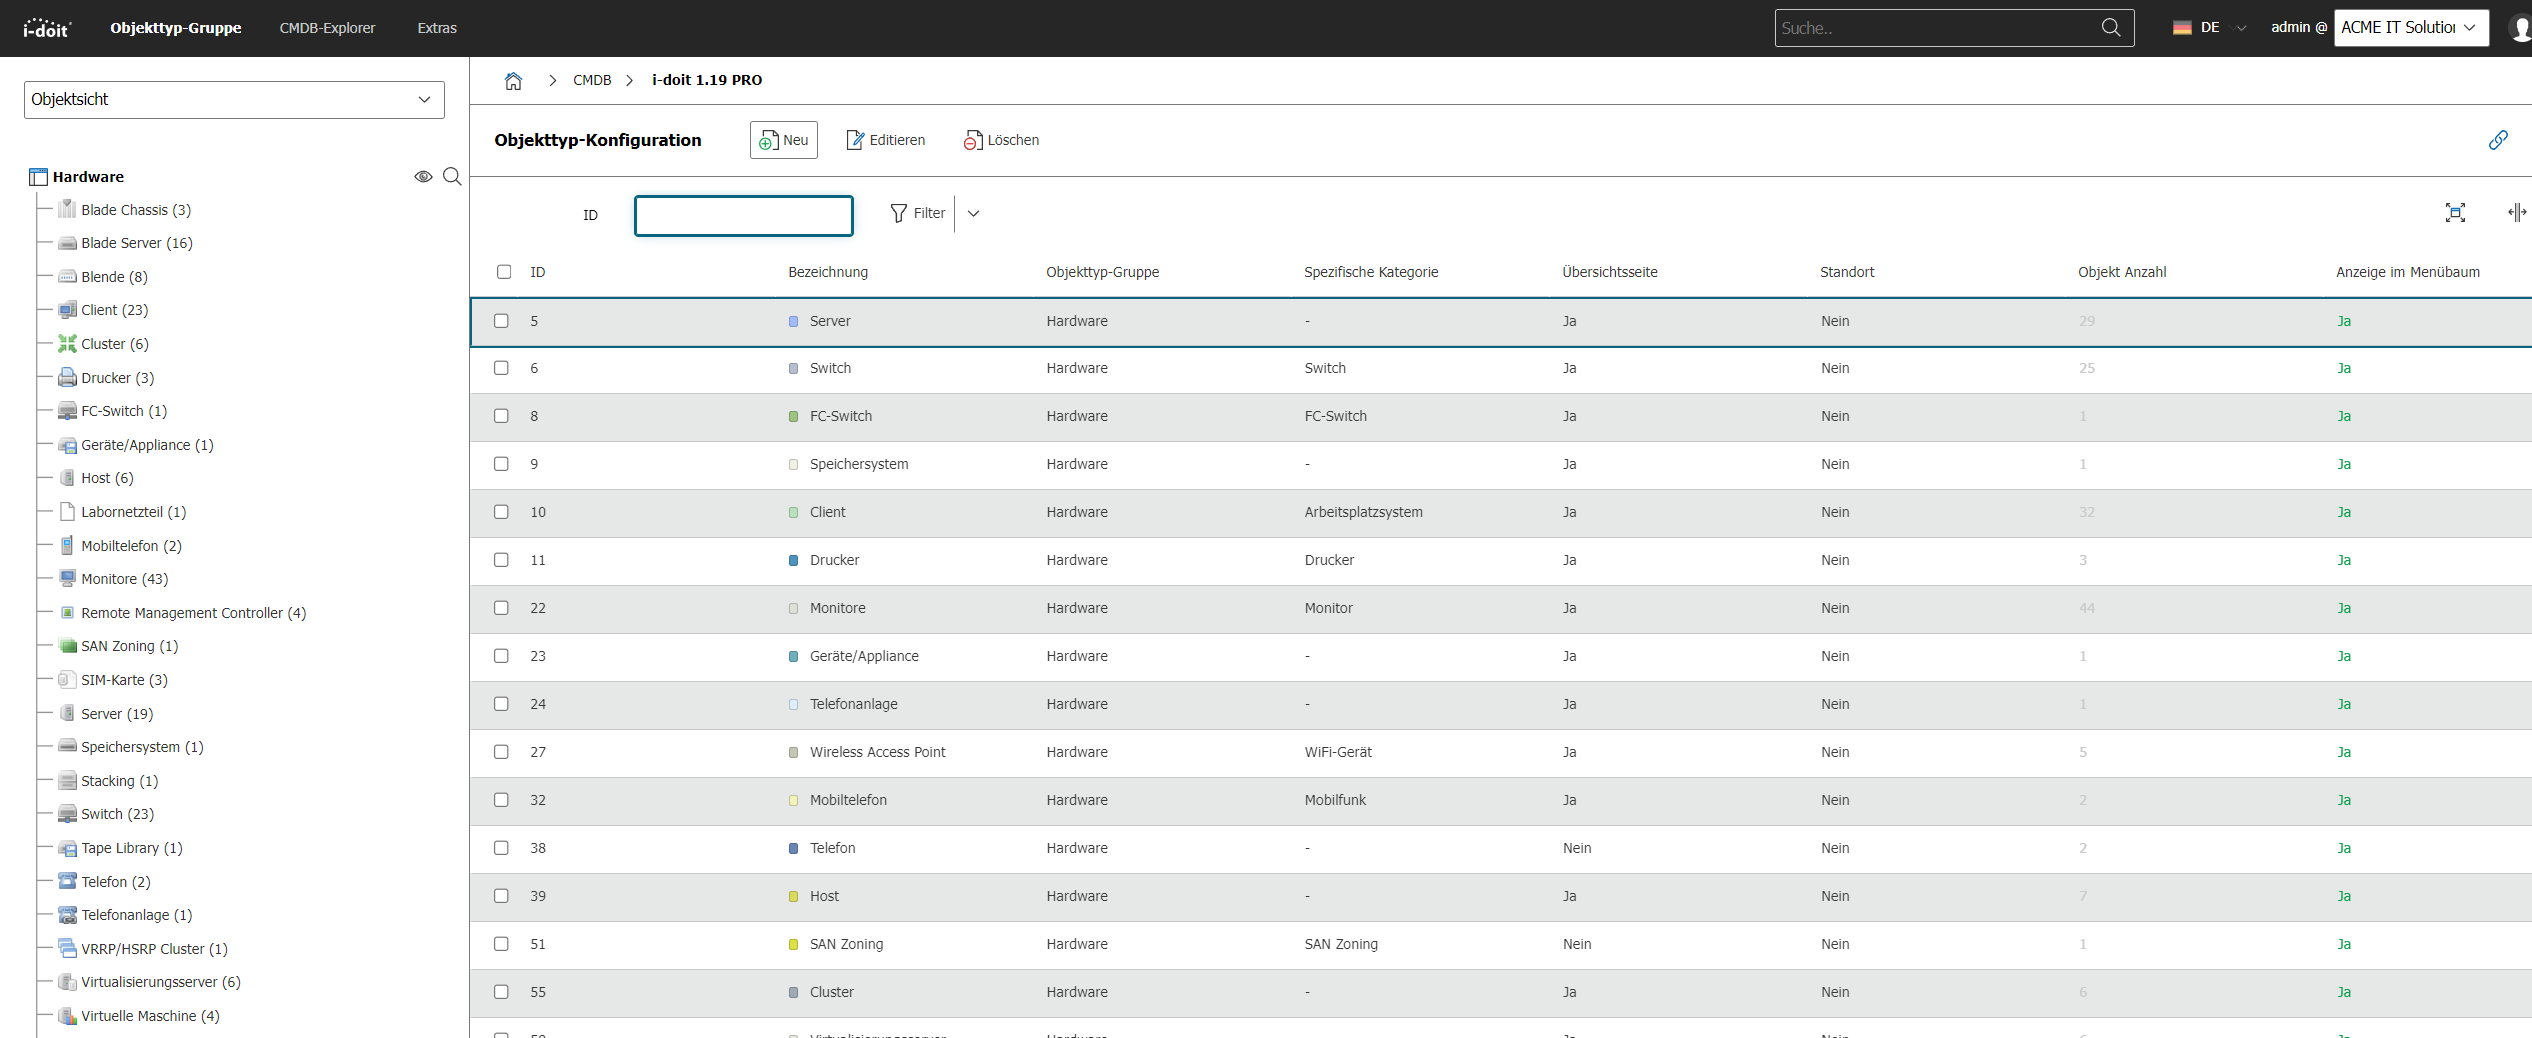 i-doit Objekttyp-Gruppe CMDB-Explorer Extras Suche.. DE admin @ ACME IT Solution
Objektsicht
Hardware
Blade Chassis (3)
Blade Server (16)
Blende (8)
Client (23)
Cluster (6)
Drucker (3)
FC-Switch (1)
Geräte/Appliance (1)
Host (6)
Labornetzteil (1)
Mobiltelefon (2)
Monitore (43)
Remote Management Controller (4)
SAN Zoning (1)
SIM-Karte (3)
Server (19)
Speichersystem (1)
Stacking (1)
Switch (23)
Tape Library (1)
Telefon (2)
Telefonanlage (1)
VRRP/HSRP Cluster (1)
Virtualisierungsserver (6)
Virtuelle Maschine (4)
CMDB i-doit 1.19 PRO
Objekttyp-Konfiguration Neu Editieren Löschen
ID Filter
ID Bezeichnung Objekttyp-Gruppe Spezifische Kategorie Übersichtsseite Standort Objekt Anzahl Anzeige im Menübaum
5 Server Hardware - Ja Nein 29 Ja
6 Switch Hardware Switch Ja Nein 25 Ja
8 FC-Switch Hardware FC-Switch Ja Nein 1 Ja
9 Speichersystem Hardware - Ja Nein 1 Ja
10 Client Hardware Arbeitsplatzsystem Ja Nein 32 Ja
11 Drucker Hardware Drucker Ja Nein 3 Ja
22 Monitore Hardware Monitor Ja Nein 44 Ja
23 Geräte/Appliance Hardware - Ja Nein 1 Ja
24 Telefonanlage Hardware - Ja Nein 1 Ja
27 Wireless Access Point Hardware WiFi-Gerät Ja Nein 5 Ja
32 Mobiltelefon Hardware Mobilfunk Ja Nein 2 Ja
38 Telefon Hardware - Nein Nein 2 Ja
39 Host Hardware - Ja Nein 7 Ja
51 SAN Zoning Hardware SAN Zoning Nein Nein 1 Ja
55 Cluster Hardware - Ja Nein 6 Ja
Virtualisierungsserver Hardware Ja Nein Ja